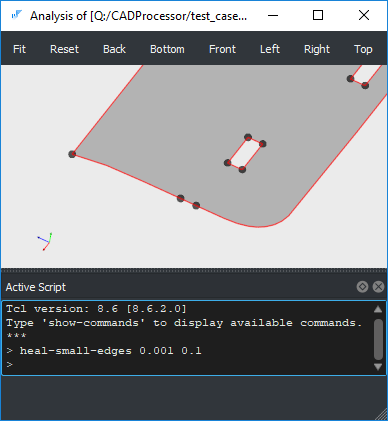 Analysis of [Q:/CADProcessor/test_case...
Fit Reset Back Bottom Front Left Right Top
Active Script
Tcl version: 8.6 [8.6.2.0]
Type 'show-commands' to display available commands.
***
> heal-small-edges 0.001 0.1
>